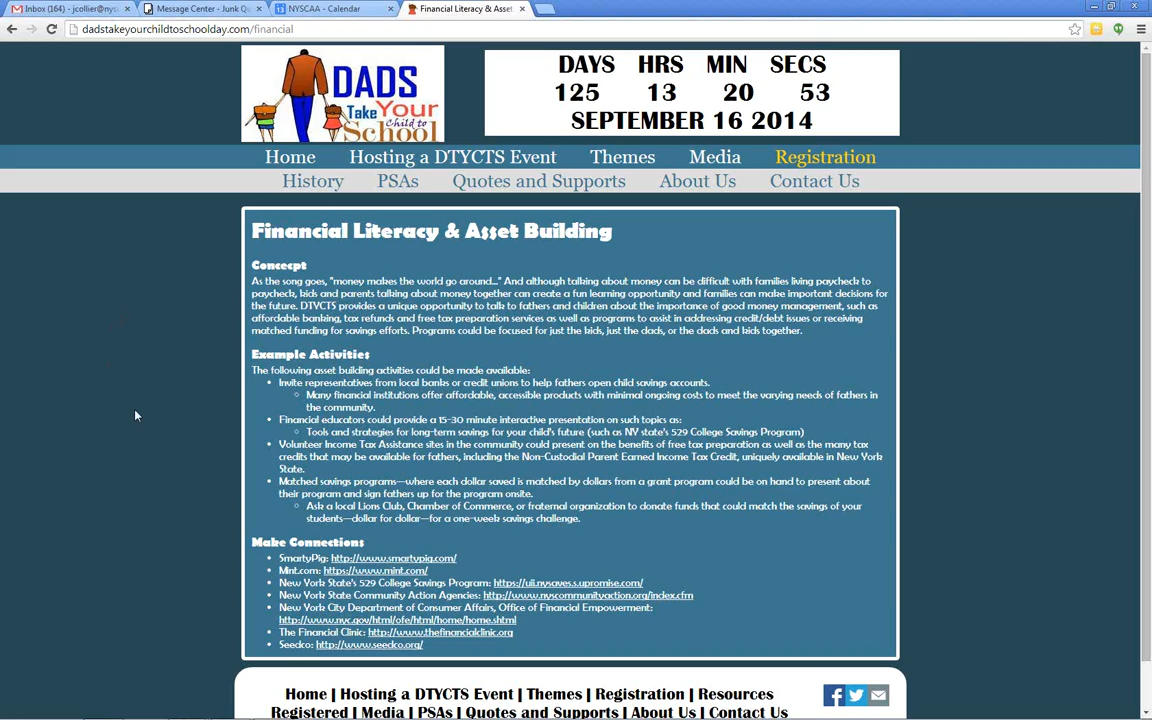 Inbox (164) - jcollier@nys
Message Center - Junk Q
NYSCAA - Calendar
Financial Literacy & Asset
dadstakeyourchildtoschoolday.com/financial
DADS
Take Your
Child to
School
DAYS HRS MIN SECS
125 13 20 53
SEPTEMBER 16 2014
Home Hosting a DTYCTS Event Themes Media Registration
History PSAs Quotes and Supports About Us Contact Us
Financial Literacy & Asset Building
Concecpt
As the song goes, "money makes the world go around..." And although talking about money can be difficult with families living paycheck to
paycheck, kids and parents talking about money together can create a fun learning opportunity and families can make important decisions for
the future. DTYCTS provides a unique opportunity to talk to fathers and children about the importance of good money management, such as
affordable banking, tax refunds and free tax preparation services as well as programs to assist in addressing credit/debt issues or receiving
matched funding for savings efforts. Programs could be focused for just the kids, just the dads, or the dads and kids together.
Example Activities
The following asset building activities could be made available:
• Invite representatives from local banks or credit unions to help fathers open child savings accounts.
○ Many financial institutions offer affordable, accessible products with minimal ongoing costs to meet the varying needs of fathers in
the community.
• Financial educators could provide a 15-30 minute interactive presentation on such topics as:
○ Tools and strategies for long-term savings for your child's future (such as NY state's 529 College Savings Program)
• Volunteer Income Tax Assistance sites in the community could present on the benefits of free tax preparation as well as the many tax
credits that may be available for fathers, including the Non-Custodial Parent Earned Income Tax Credit, uniquely available in New York
State.
• Matched savings programs—where each dollar saved is matched by dollars from a grant program could be on hand to present about
their program and sign fathers up for the program onsite.
○ Ask a local Lions Club, Chamber of Commerce, or fraternal organization to donate funds that could match the savings of your
students—dollar for dollar—for a one-week savings challenge.
Make Connections
• SmartyPig: http://www.smartypig.com/
• Mint.com: https://www.mint.com/
• New York State's 529 College Savings Program: https://uii.nysaves.s.upromise.com/
• New York State Community Action Agencies: http://www.nyscommunityaction.org/index.cfm
• New York City Department of Consumer Affairs, Office of Financial Empowerment:
http://www.nyc.gov/html/ofe/html/home/home.shtml
• The Financial Clinic: http://www.thefinancialclinic.org
• Seedco: http://www.seedco.org/
Home | Hosting a DTYCTS Event | Themes | Registration | Resources
Registered | Media | PSAs | Quotes and Supports | About Us | Contact Us